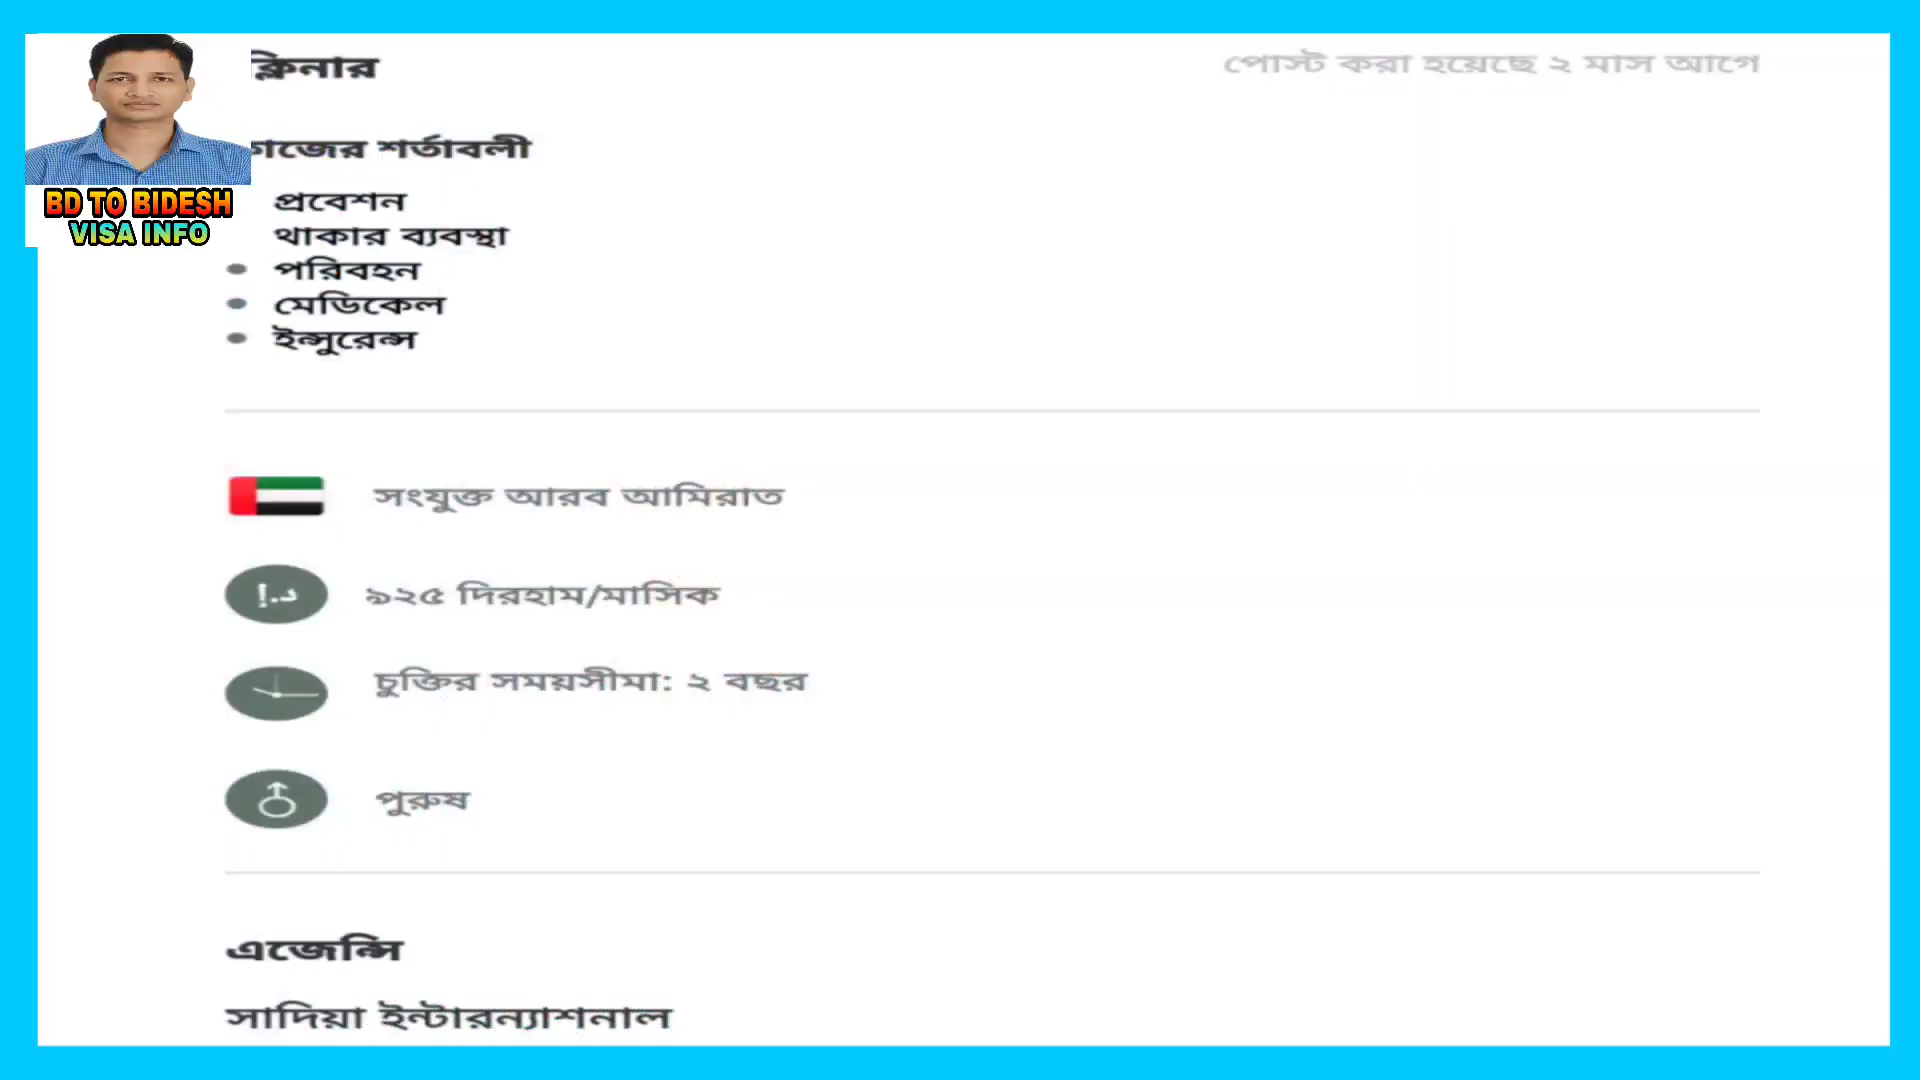 ক্লিনার
পোস্ট করা হয়েছে ২ মাস আগে
কাজের শর্তাবলী
BD TO BIDESH
VISA INFO
প্রবেশন
থাকার ব্যবস্থা
পরিবহন
মেডিকেল
ইন্সুরেন্স
সংযুক্ত আরব আমিরাত
د.إ
৯২৫ দিরহাম/মাসিক
চুক্তির সময়সীমা: ২ বছর
পুরুষ
এজেন্সি
সাদিয়া ইন্টারন্যাশনাল